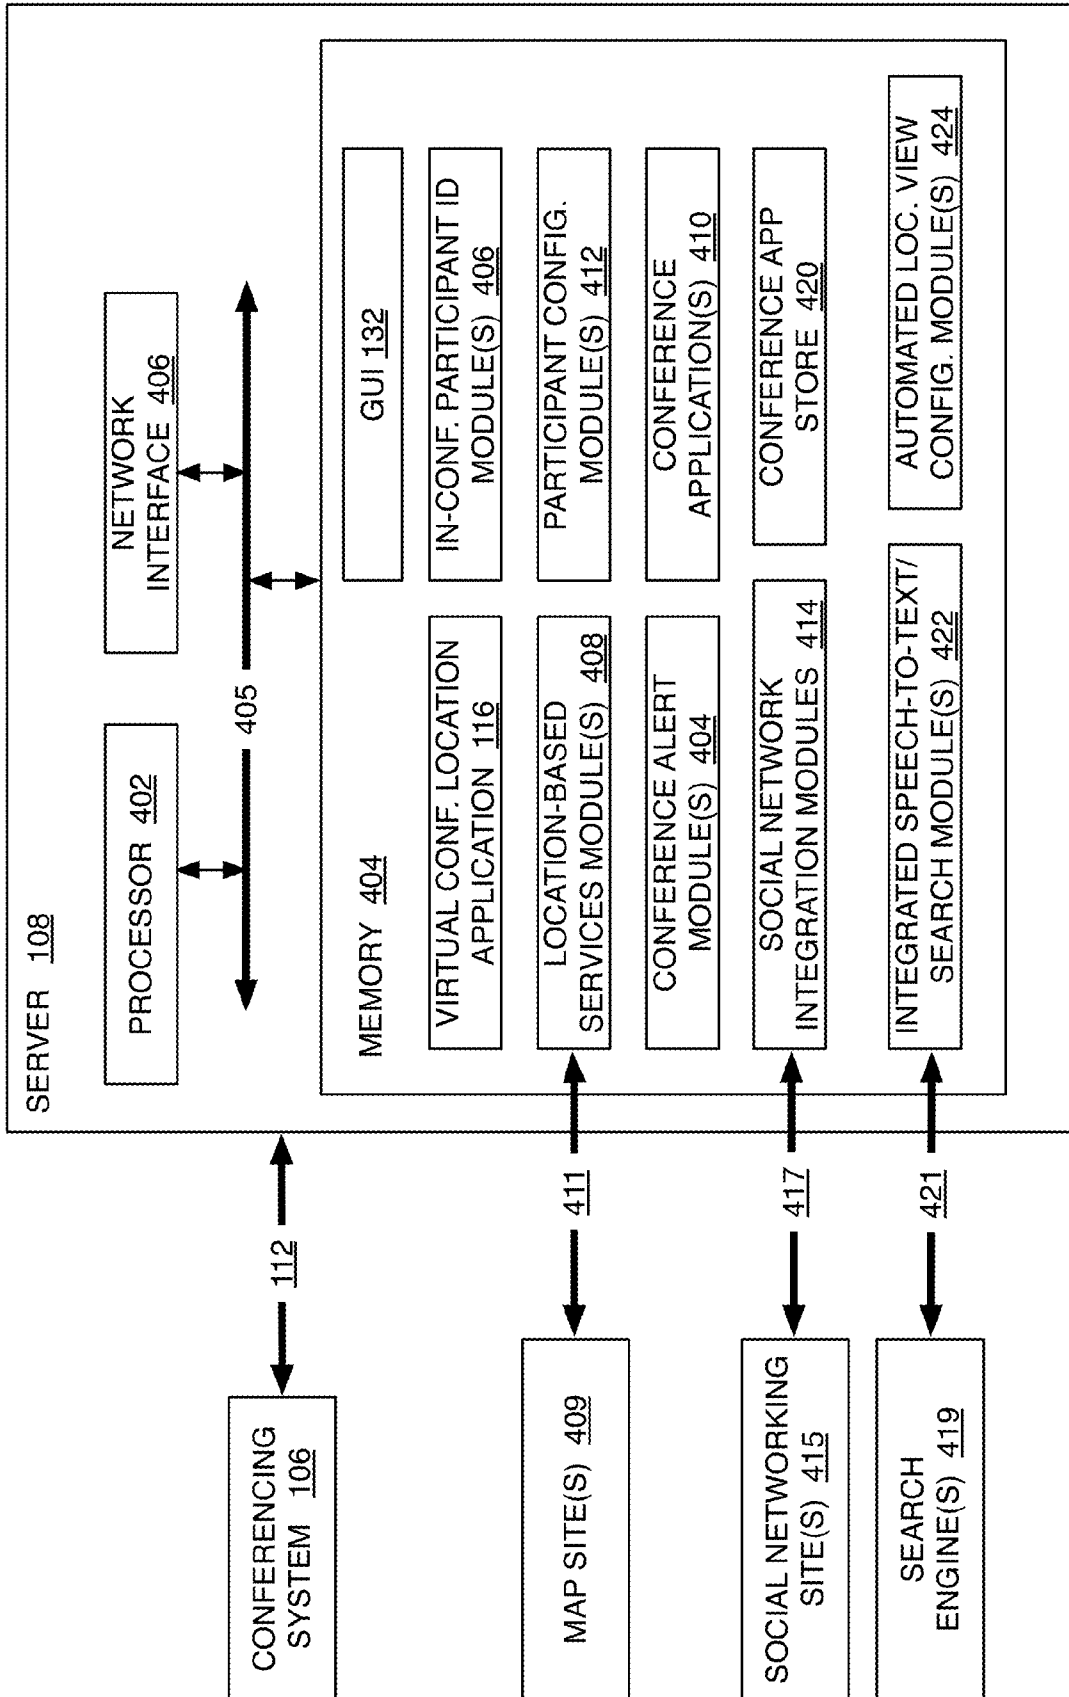 SERVER 108
PROCESSOR 402
NETWORK
INTERFACE 406
405
MEMORY 404
GUI 132
VIRTUAL CONF. LOCATION
APPLICATION 116
IN-CONF. PARTICIPANT ID
MODULE(S) 406
LOCATION-BASED
SERVICES MODULE(S) 408
PARTICIPANT CONFIG.
MODULE(S) 412
CONFERENCE ALERT
MODULE(S) 404
CONFERENCE
APPLICATION(S) 410
SOCIAL NETWORK
INTEGRATION MODULES 414
CONFERENCE APP
STORE 420
INTEGRATED SPEECH-TO-TEXT/
SEARCH MODULE(S) 422
AUTOMATED LOC. VIEW
CONFIG. MODULE(S) 424
112
411
417
421
CONFERENCING
SYSTEM 106
MAP SITE(S) 409
SOCIAL NETWORKING
SITE(S) 415
SEARCH
ENGINE(S) 419